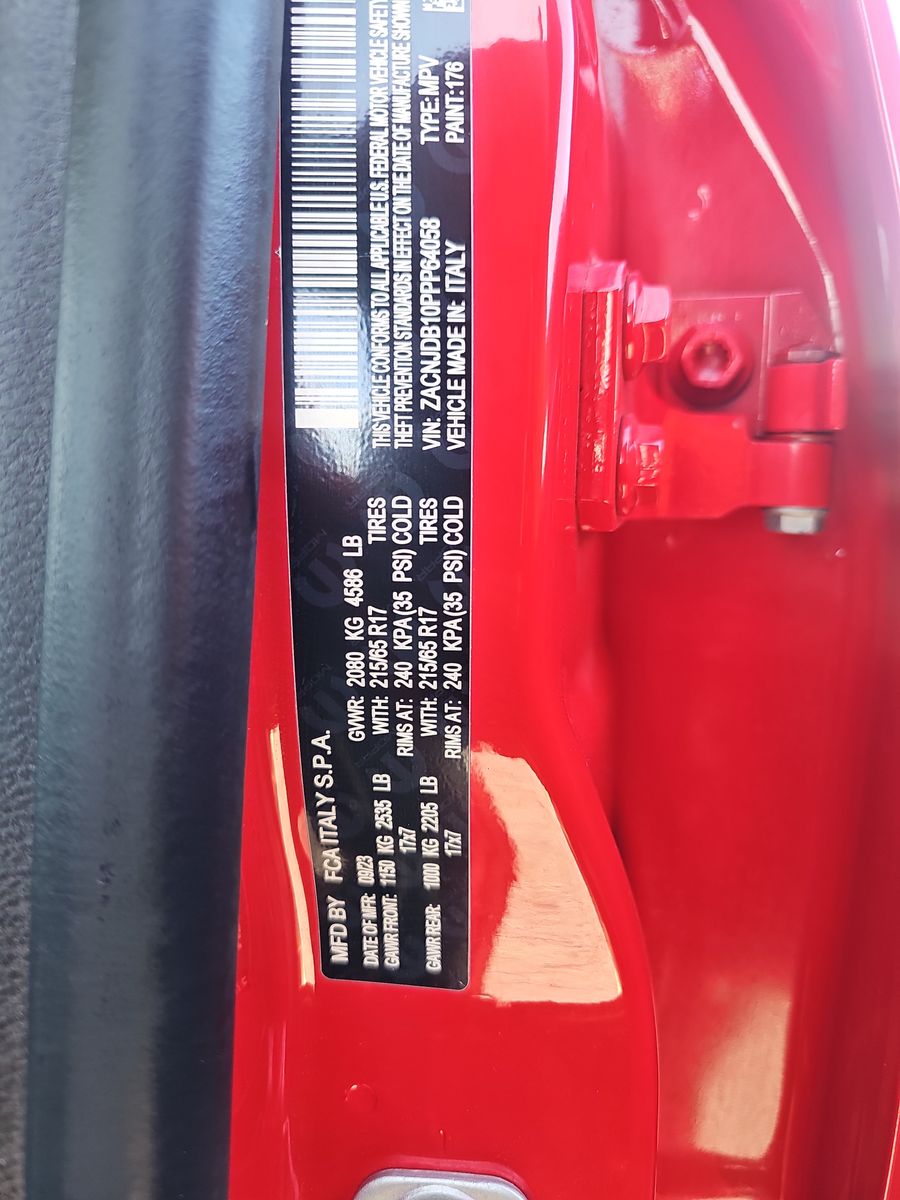 MFD BY FCA ITALY S.P.A.
DATE OF MFR: 09/23 GVWR: 2080 KG 4586 LB
GAWR FRONT: 1150 KG 2535 LB WITH: 215/65 R17 TIRES
17x7 RIMS AT: 240 KPA(35 PSI) COLD
GAWR REAR: 1000 KG 2205 LB WITH: 215/65 R17 TIRES
17x7 RIMS AT: 240 KPA(35 PSI) COLD
THIS VEHICLE CONFORMS TO ALL APPLICABLE U.S. FEDERAL MOTOR VEHICLE SAFETY
THEFT PREVENTION STANDARDS IN EFFECT ON THE DATE OF MANUFACTURE SHOWN
VIN: ZACNJDB10PPP64058 TYPE: MPV
VEHICLE MADE IN: ITALY PAINT: 176